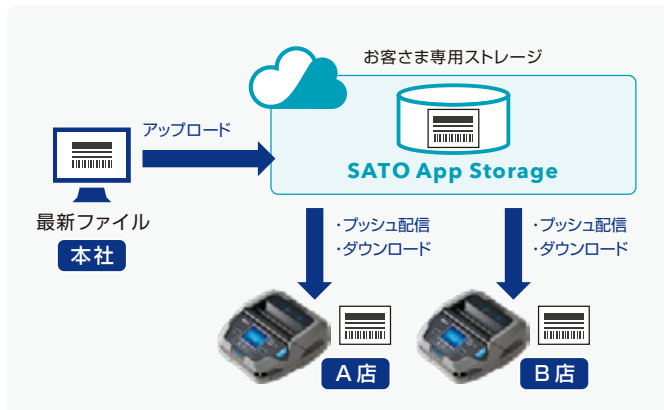 お客さま専用ストレージ
アップロード
SATO App Storage
最新ファイル
本社
・プッシュ配信
・ダウンロード
・プッシュ配信
・ダウンロード
A店
B店